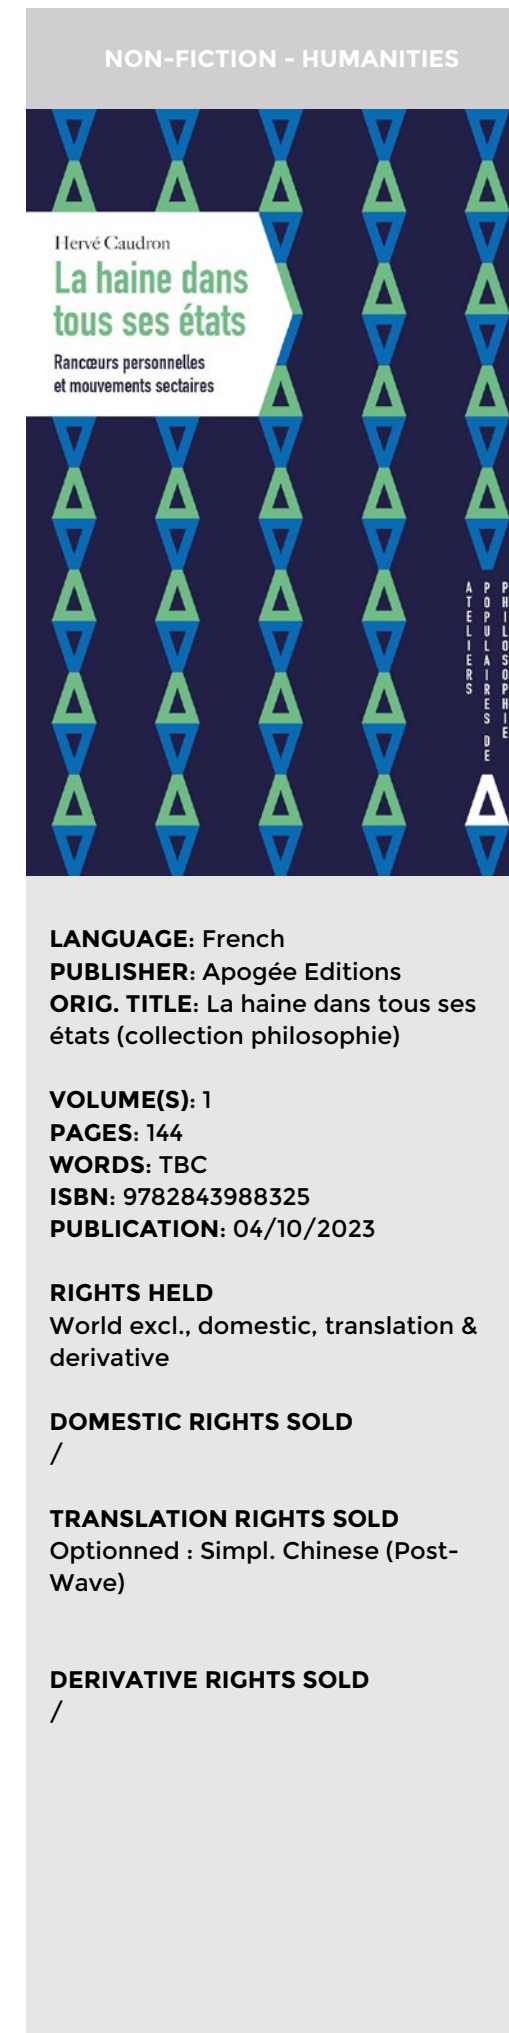 NON-FICTION - HUMANITIES
Hervé Caudron
La haine dans
tous ses états
Rancœurs personnelles
et mouvements sectaires
ATELIERS
POPULAIRES DE
PHILOSOPHIE
LANGUAGE: French
PUBLISHER: Apogée Editions
ORIG. TITLE: La haine dans tous ses
états (collection philosophie)
VOLUME(S): 1
PAGES: 144
WORDS: TBC
ISBN: 9782843988325
PUBLICATION: 04/10/2023
RIGHTS HELD
World excl., domestic, translation &
derivative
DOMESTIC RIGHTS SOLD
/
TRANSLATION RIGHTS SOLD
Optionned : Simpl. Chinese (Post-
Wave)
DERIVATIVE RIGHTS SOLD
/